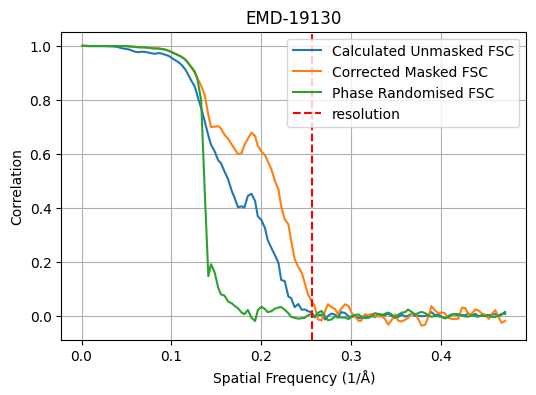 EMD-19130
1.0
0.8
0.6
0.4
0.2
0.0
Correlation
Calculated Unmasked FSC
Corrected Masked FSC
Phase Randomised FSC
resolution
0.0 0.1 0.2 0.3 0.4
Spatial Frequency (1/Å)